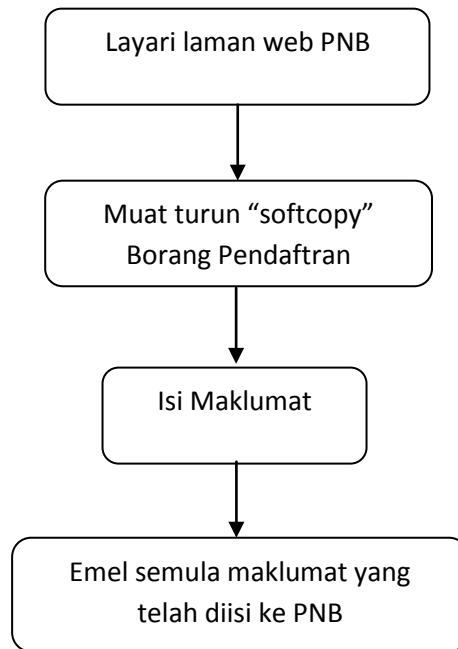 Layari laman web PNB
Muat turun “softcopy”
Borang Pendaftran
Isi Maklumat
Emel semula maklumat yang
telah diisi ke PNB